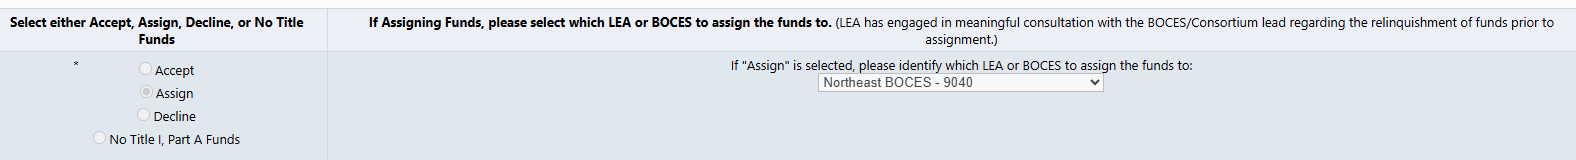 Select either Accept, Assign, Decline, or No Title
Funds
If Assigning Funds, please select which LEA or BOCES to assign the funds to. (LEA has engaged in meaningful consultation with the BOCES/Consortium lead regarding the relinquishment of funds prior to
assignment.)
*
Accept
Assign
Decline
No Title I, Part A Funds
If "Assign" is selected, please identify which LEA or BOCES to assign the funds to:
Northeast BOCES - 9040